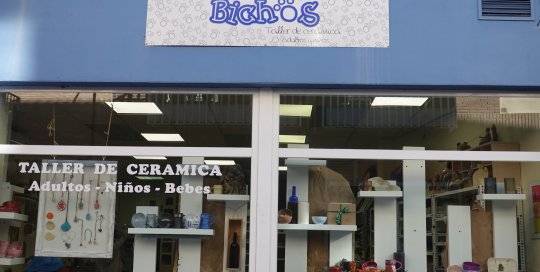 Bichos
Taller de cerámica
TALLER DE CERAMICA
Adultos - Niños - Bebes